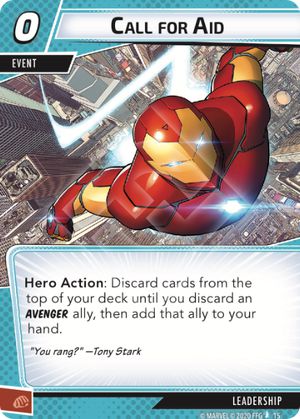 0
CALL FOR AID
EVENT
Hero Action: Discard cards from the
top of your deck until you discard an
AVENGER ally, then add that ally to your
hand.
"You rang?" —Tony Stark
LEADERSHIP
© MARVEL © 2020 FFG 15